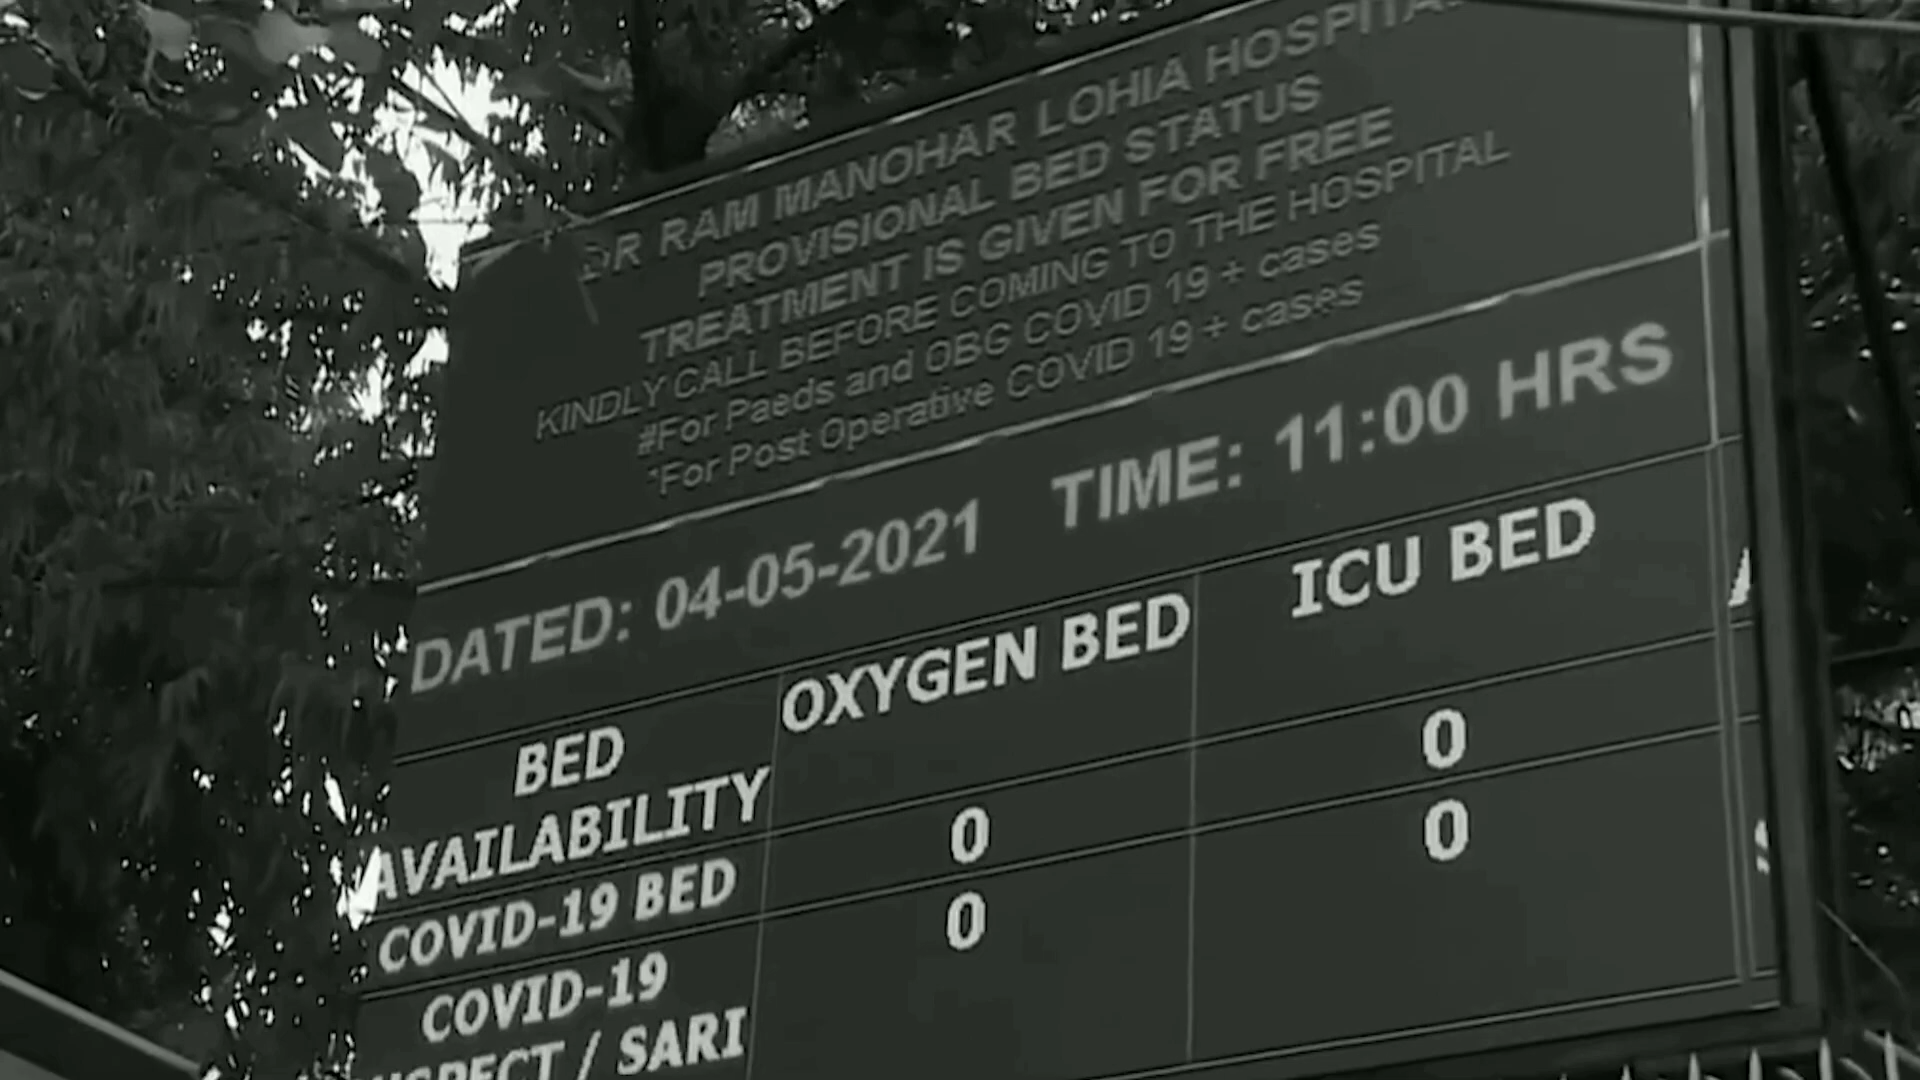 DR RAM MANOHAR LOHIA HOSPITAL
PROVISIONAL BED STATUS
TREATMENT IS GIVEN FOR FREE
KINDLY CALL BEFORE COMING TO THE HOSPITAL
#For Paeds and OBG COVID 19 + cases
*For Post Operative COVID 19 + cases
DATED: 04-05-2021 TIME: 11:00 HRS
BED AVAILABILITY OXYGEN BED ICU BED
COVID-19 BED 0 0
COVID-19 0 0
/ SARI